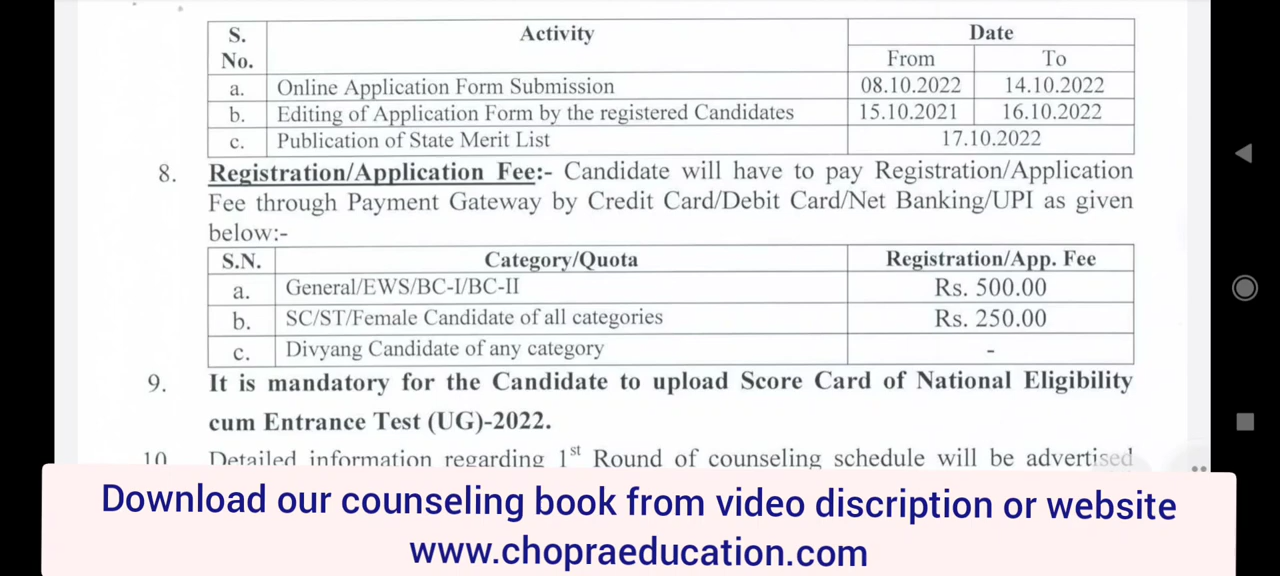 S. No. Activity Date
From To
a. Online Application Form Submission 08.10.2022 14.10.2022
b. Editing of Application Form by the registered Candidates 15.10.2021 16.10.2022
c. Publication of State Merit List 17.10.2022
8. Registration/Application Fee:- Candidate will have to pay Registration/Application
Fee through Payment Gateway by Credit Card/Debit Card/Net Banking/UPI as given
below:-
S.N. Category/Quota Registration/App. Fee
a. General/EWS/BC-I/BC-II Rs. 500.00
b. SC/ST/Female Candidate of all categories Rs. 250.00
c. Divyang Candidate of any category -
9. It is mandatory for the Candidate to upload Score Card of National Eligibility
cum Entrance Test (UG)-2022.
10 Detailed information regarding 1st Round of counseling schedule will be advertised
Download our counseling book from video discription or website
www.chopraeducation.com